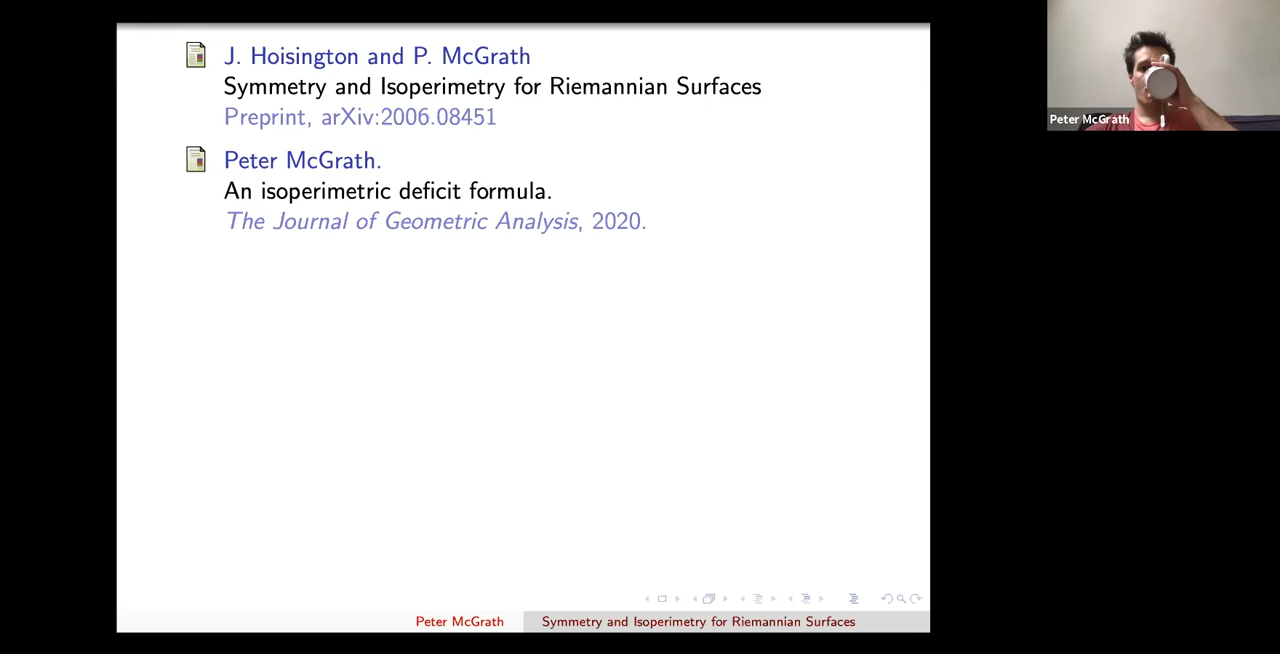 J. Hoisington and P. McGrath
Symmetry and Isoperimetry for Riemannian Surfaces
Preprint, arXiv:2006.08451
Peter McGrath.
An isoperimetric deficit formula.
The Journal of Geometric Analysis, 2020.
Peter McGrath
Symmetry and Isoperimetry for Riemannian Surfaces
Peter McGrath